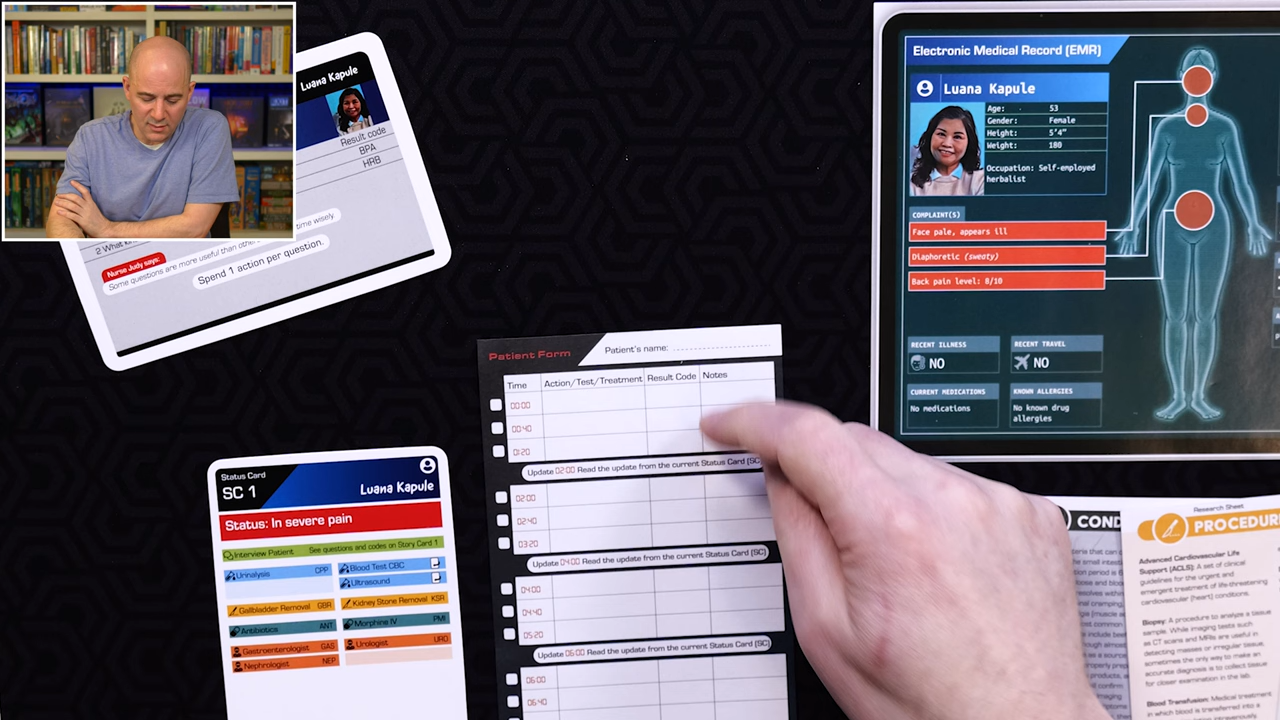 Luana Kapule
Result code
BPA
HRB
time wisely
2 What
Nurse Judy says:
Some questions are more useful than
Spend 1 action per question.
Electronic Medical Record (EMR)
Luana Kapule
Age: 53
Gender: Female
Height: 5'4"
Weight: 180
Occupation: Self-employed
herbalist
COMPLAINT(S)
Face pale, appears ill
Diaphoretic (sweaty)
Back pain level: 8/10
RECENT ILLNESS
NO
RECENT TRAVEL
NO
CURRENT MEDICATIONS
No medications
KNOWN ALLERGIES
No known drug
allergies
Patient Form
Patient's name:
Time Action/Test/Treatment Result Code Notes
00:00
00:40
01:20
Update 02:00 Read the update from the current Status Card (SC)
02:00
02:40
03:20
Update 04:00 Read the update from the current Status Card (SC)
04:00
04:40
05:20
Update 06:00 Read the update from the current Status Card (SC)
06:00
06:40
Status Card
SC 1
Luana Kapule
Status: In severe pain
Interview Patient See questions and codes on Story Card 1
Urinalysis CPP
Blood Test CBC
Ultrasound
Gallbladder Removal GBR
Kidney Stone Removal KSR
Antibiotics ANT
Morphine IV PMI
Gastroenterologist GAS
Urologist URO
Nephrologist NEP
COND
Research Sheet
PROCEDUR
Advanced Cardiovascular Life
Support (ACLS): A set of clinical
guidelines for the urgent and
emergent treatment of life-threatening
cardiovascular (heart) conditions.
Biopsy: A procedure to analyze a tissue
sample. While imaging tests such
as CT scans and MRIs are useful in
detecting masses or irregular tissue,
sometimes the only way to make an
accurate diagnosis is to collect tissue
for closer examination in the lab.
Blood Transfusion: Medical treatment
in which blood is transferred into a